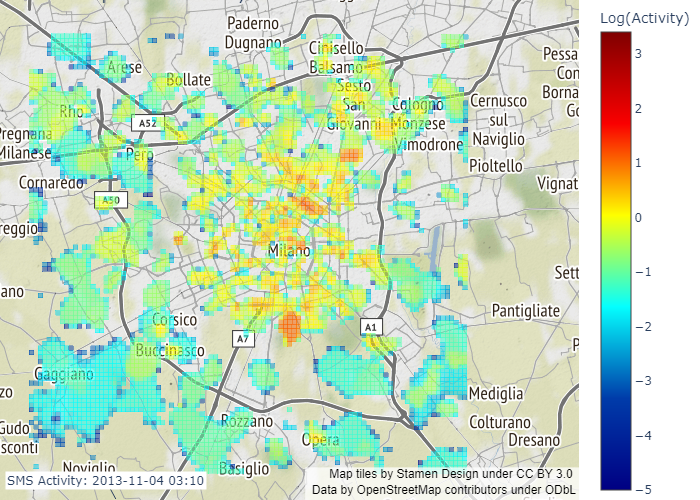 Log(Activity)
3
2
1
0
−1
−2
−3
−4
−5
Paderno
Dugnano
Cinisello
Balsamo
Arese
Bollate
Sesto
San
Giovanni
Cologno
Monzese
Vimodrone
Cernusco
sul
Naviglio
Pioltello
Pessa
Con
Borna
Go
Vignat
Rho
A52
Pregnana
Milanese
Pero
Cornaredo
A50
reggio
Milano
ano
Sett
Pantigliate
P
Corsico
A7
A1
Buccinasco
Gaggiano
zo
Mediglia
Rozzano
Colturano
Dresano
Gudo
sconti
Opera
Noviglio
Basiglio
SMS Activity: 2013-11-04 03:10
Map tiles by Stamen Design under CC BY 3.0
Data by OpenStreetMap contributors under ODbL